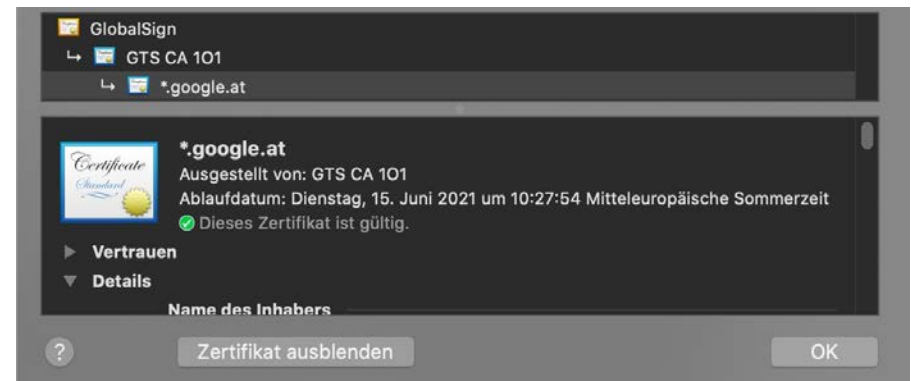 GlobalSign
↳ GTS CA 1O1
↳ *.google.at
Certificate
Standard
*.google.at
Ausgestellt von: GTS CA 1O1
Ablaufdatum: Dienstag, 15. Juni 2021 um 10:27:54 Mitteleuropäische Sommerzeit
Dieses Zertifikat ist gültig.
Vertrauen
Details
Name des Inhabers
?
Zertifikat ausblenden
OK